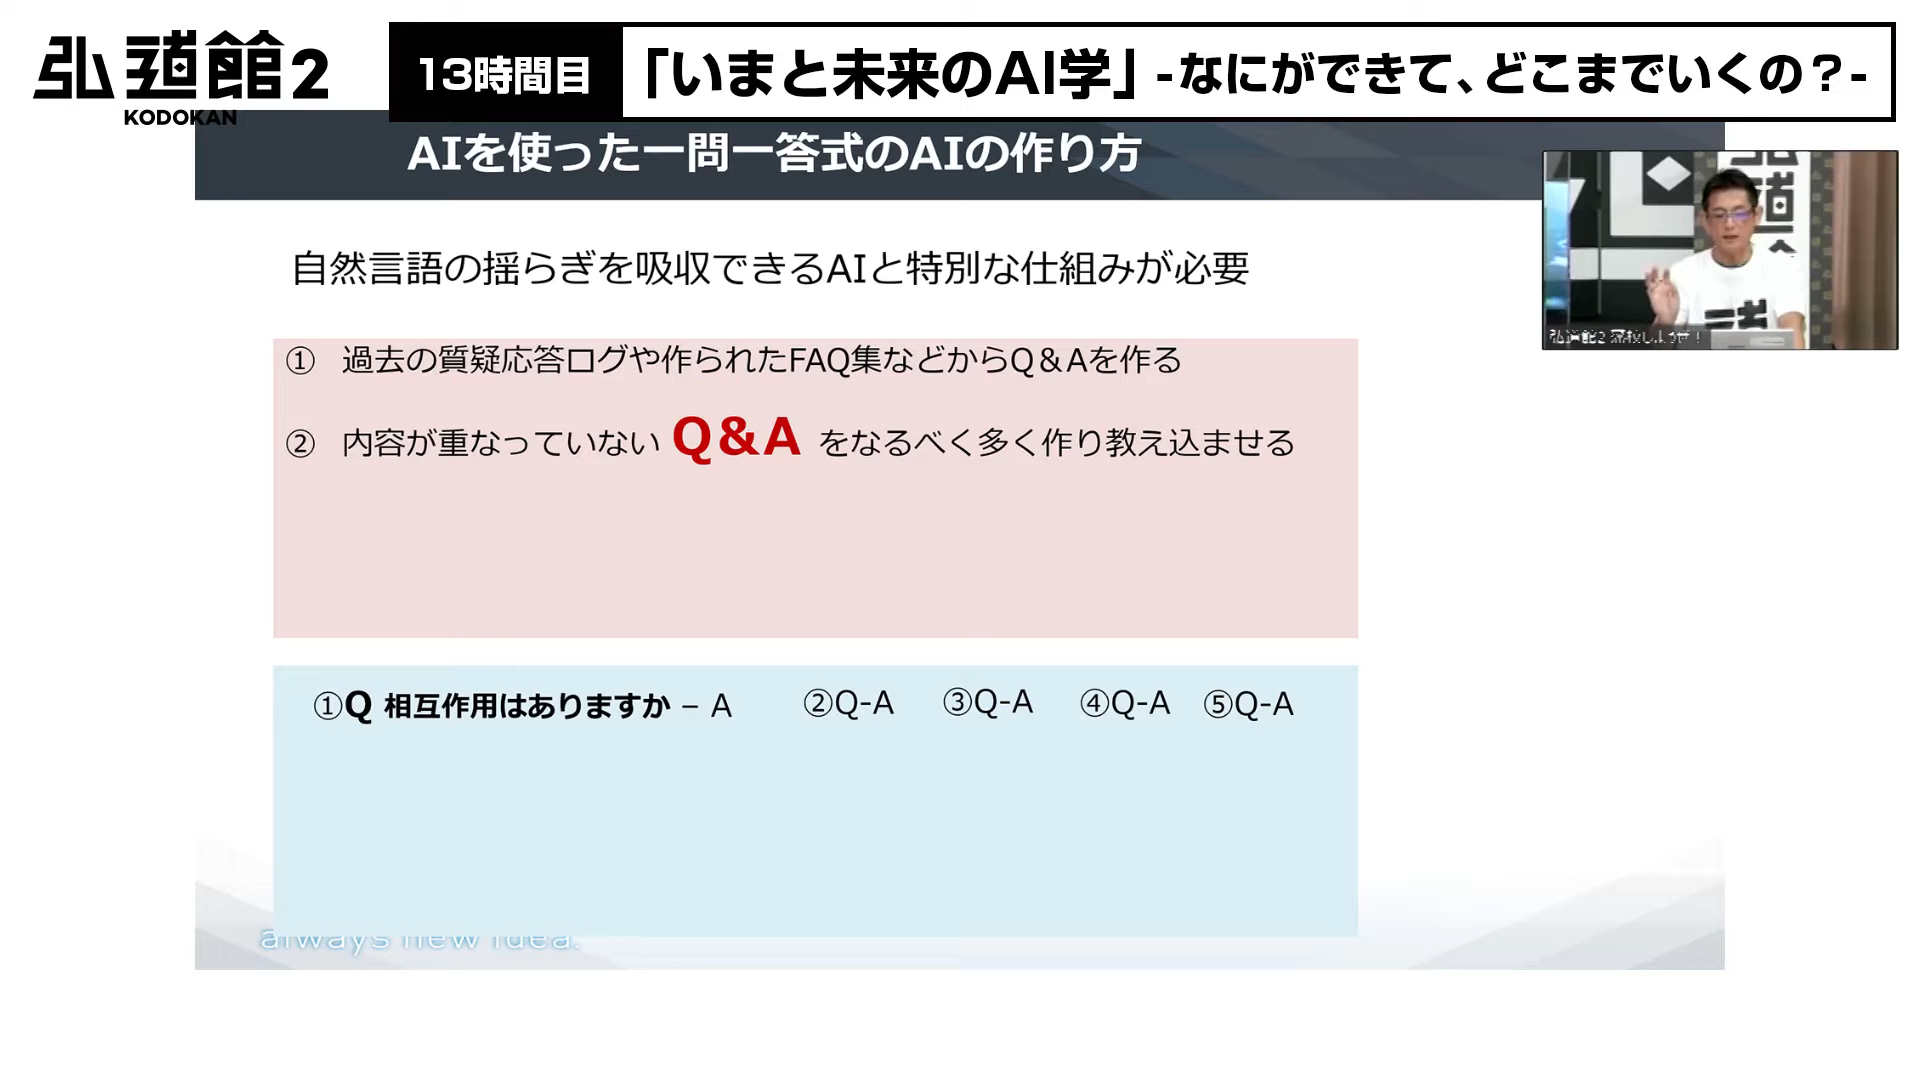 弘道館2
KODOKAN
13時間目
「いまと未来のAI学」-なにができて、どこまでいくの？-
AIを使った一問一答式のAIの作り方
自然言語の揺らぎを吸収できるAIと特別な仕組みが必要
① 過去の質疑応答ログや作られたFAQ集などからQ＆Aを作る
② 内容が重なっていない Q&A をなるべく多く作り教え込ませる
①Q 相互作用はありますか – A ②Q-A ③Q-A ④Q-A ⑤Q-A
always new idea.